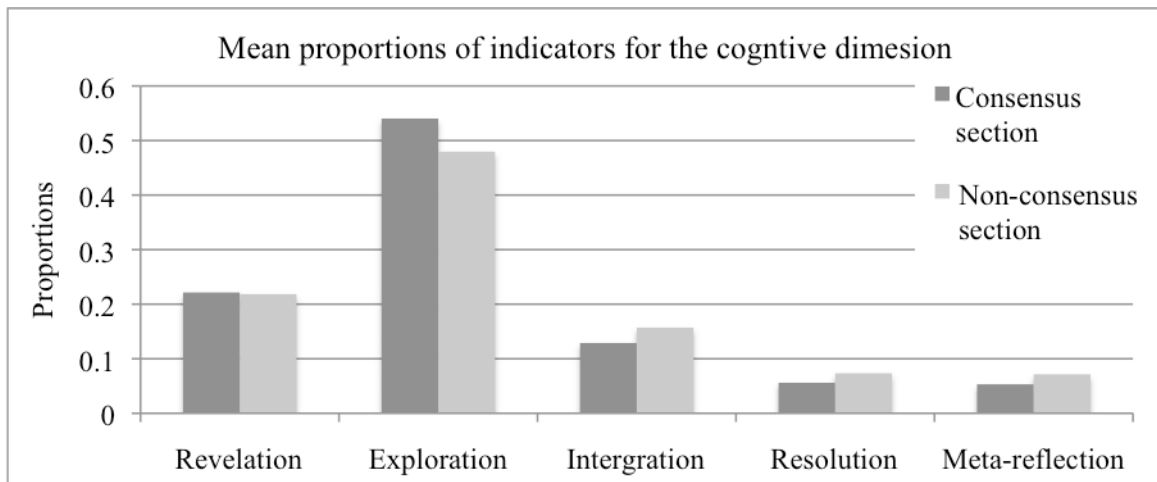 Mean proportions of indicators for the cogntive dimesion
Proportions
0.6
0.5
0.4
0.3
0.2
0.1
0
Consensus
section
Non-consensus
section
Revelation Exploration Intergration Resolution Meta-reflection